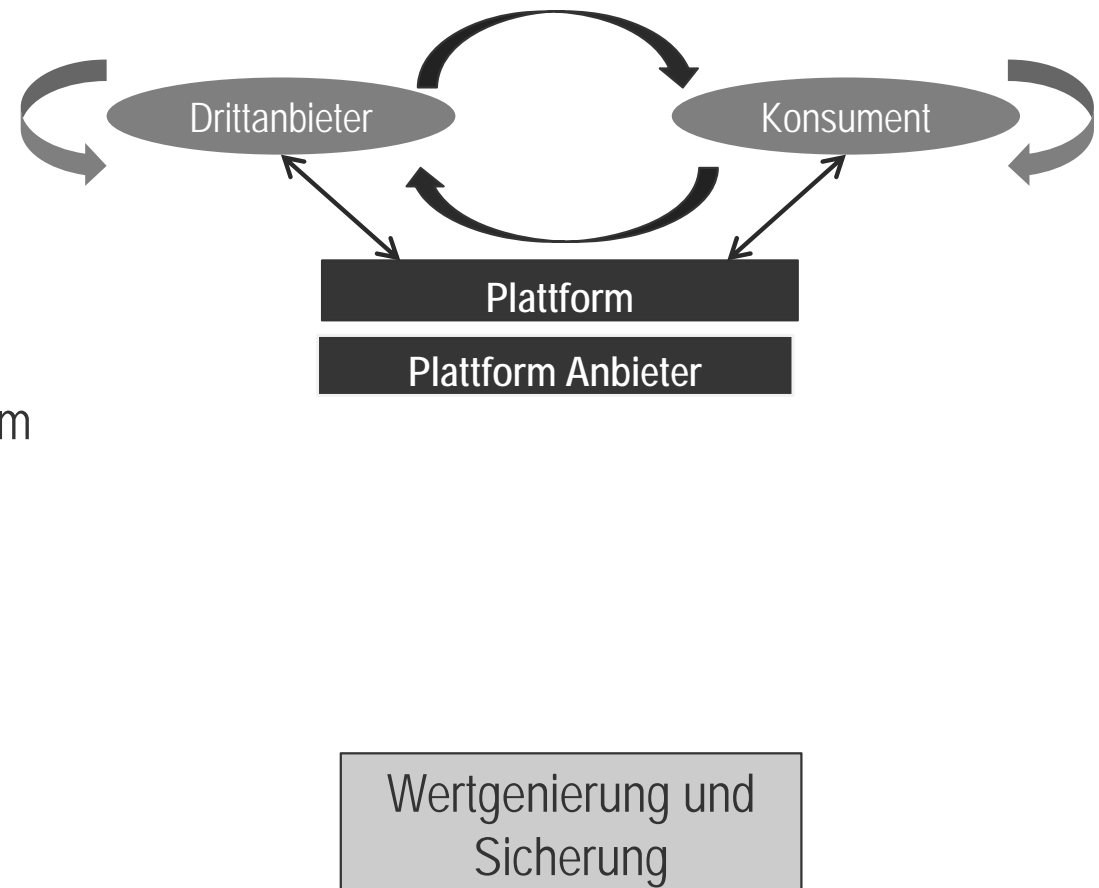 Drittanbieter
Konsument
Plattform
Plattform Anbieter
m
Wertgenierung und
Sicherung